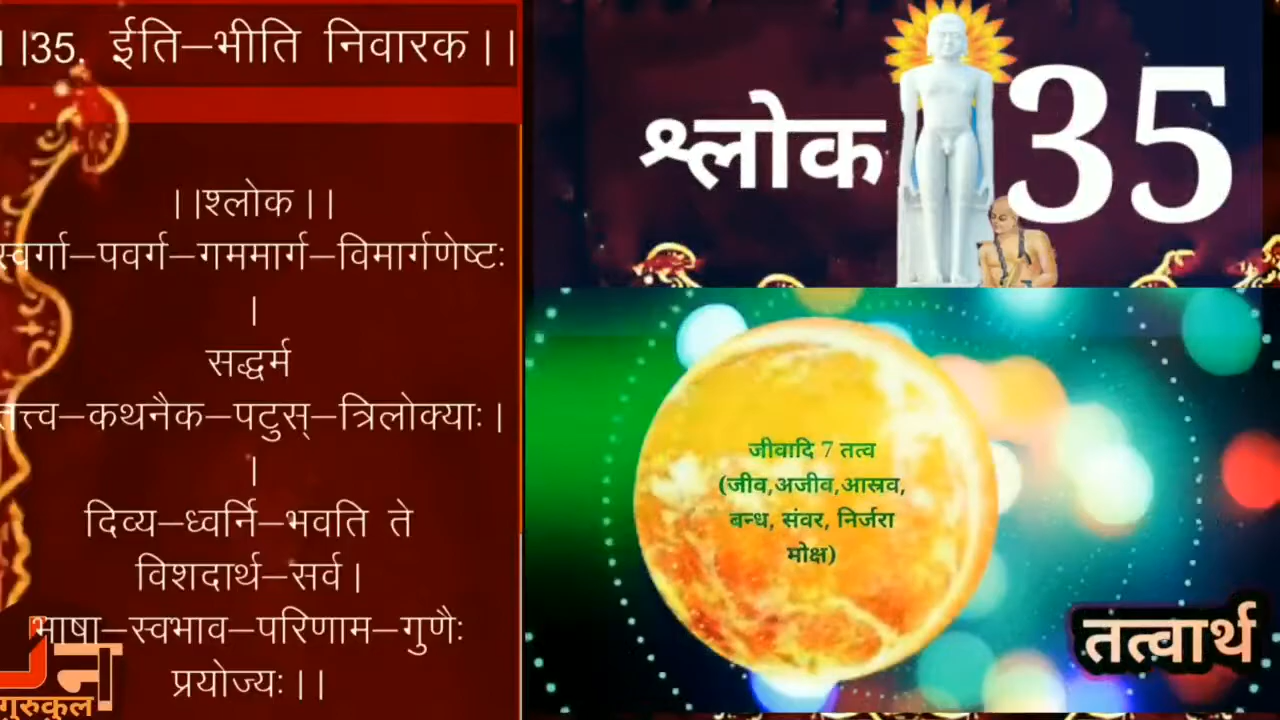 ||35. ईति–भीति निवारक||
||श्लोक||
स्वर्गा–पवर्ग–गममार्ग–विमार्गणेष्टः
|
सद्धर्म
तत्त्व–कथनैक–पटुस्–त्रिलोक्याः|
|
दिव्य–ध्वर्नि–भवति ते
विशदार्थ–सर्व|
भाषा–स्वभाव–परिणाम–गुणैः
प्रयोज्यः||
गुरुकुल
श्लोक 35
जीवादि 7 तत्व
(जीव,अजीव,आस्रव,
बन्ध, संवर, निर्जरा
मोक्ष)
तत्वार्थ